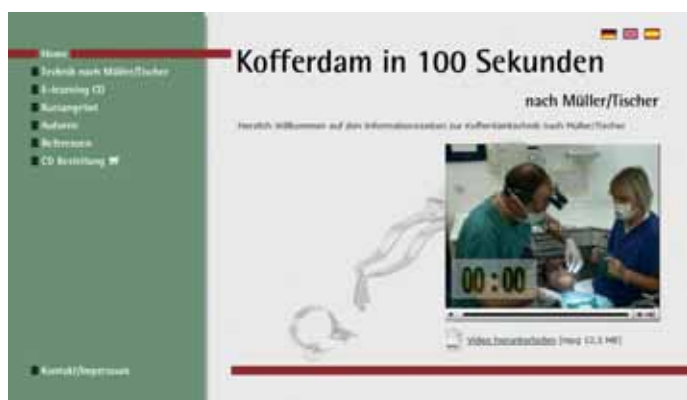 Home
Technik nach Müller/Tischer
E-learning CD
Kursangebot
Autoren
Referenzen
CD Bestellung
Kontakt/Impressum
Kofferdam in 100 Sekunden
nach Müller/Tischer
Herzlich Willkommen auf den Informationsseiten zur Kofferdamtechnik nach Müller/Tischer
00:00
Video herunterladen (mpg 12,5 MB)